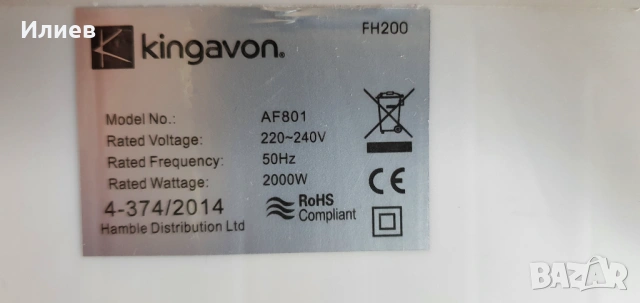 Илиев
FH200
kingavon®
Model No.: AF801
Rated Voltage: 220~240V
Rated Frequency: 50Hz
Rated Wattage: 2000W
4-374/2014
Hamble Distribution Ltd
RoHS
Compliant
CE
BAZAR